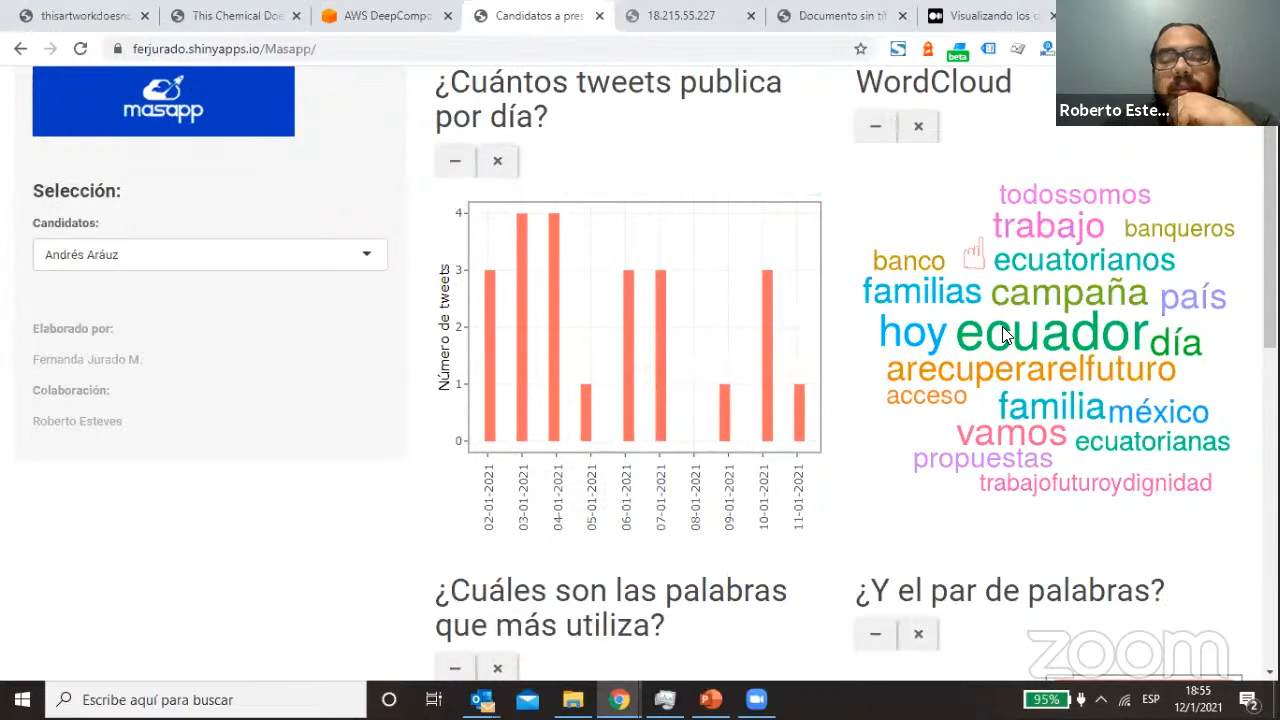 thisartworkdoesn
This Chemical Doe
AWS DeepCompo
Candidatos a pres
18.215.55.227
Documento sin tít
Visualizando los
ferjurado.shinyapps.io/Masapp/
beta
Roberto Este...
masapp
Selección:
Candidatos:
Andrés Aráuz
Elaborado por:
Fernanda Jurado M.
Colaboración:
Roberto Esteves
¿Cuántos tweets publica
por día?
Número de tweets
4
3
2
1
0
02-01-2021
03-01-2021
04-01-2021
05-01-2021
06-01-2021
07-01-2021
08-01-2021
09-01-2021
10-01-2021
11-01-2021
WordCloud
todossomos
trabajo
banqueros
banco
ecuatorianos
familias
campaña
país
hoy
ecuador
día
arecuperarelfuturo
acceso
familia
méxico
vamos
ecuatorianas
propuestas
trabajofuturoydignidad
¿Cuáles son las palabras
que más utiliza?
¿Y el par de palabras?
zoom
Escribe aquí para buscar
95%
ESP
18:55
12/1/2021
2